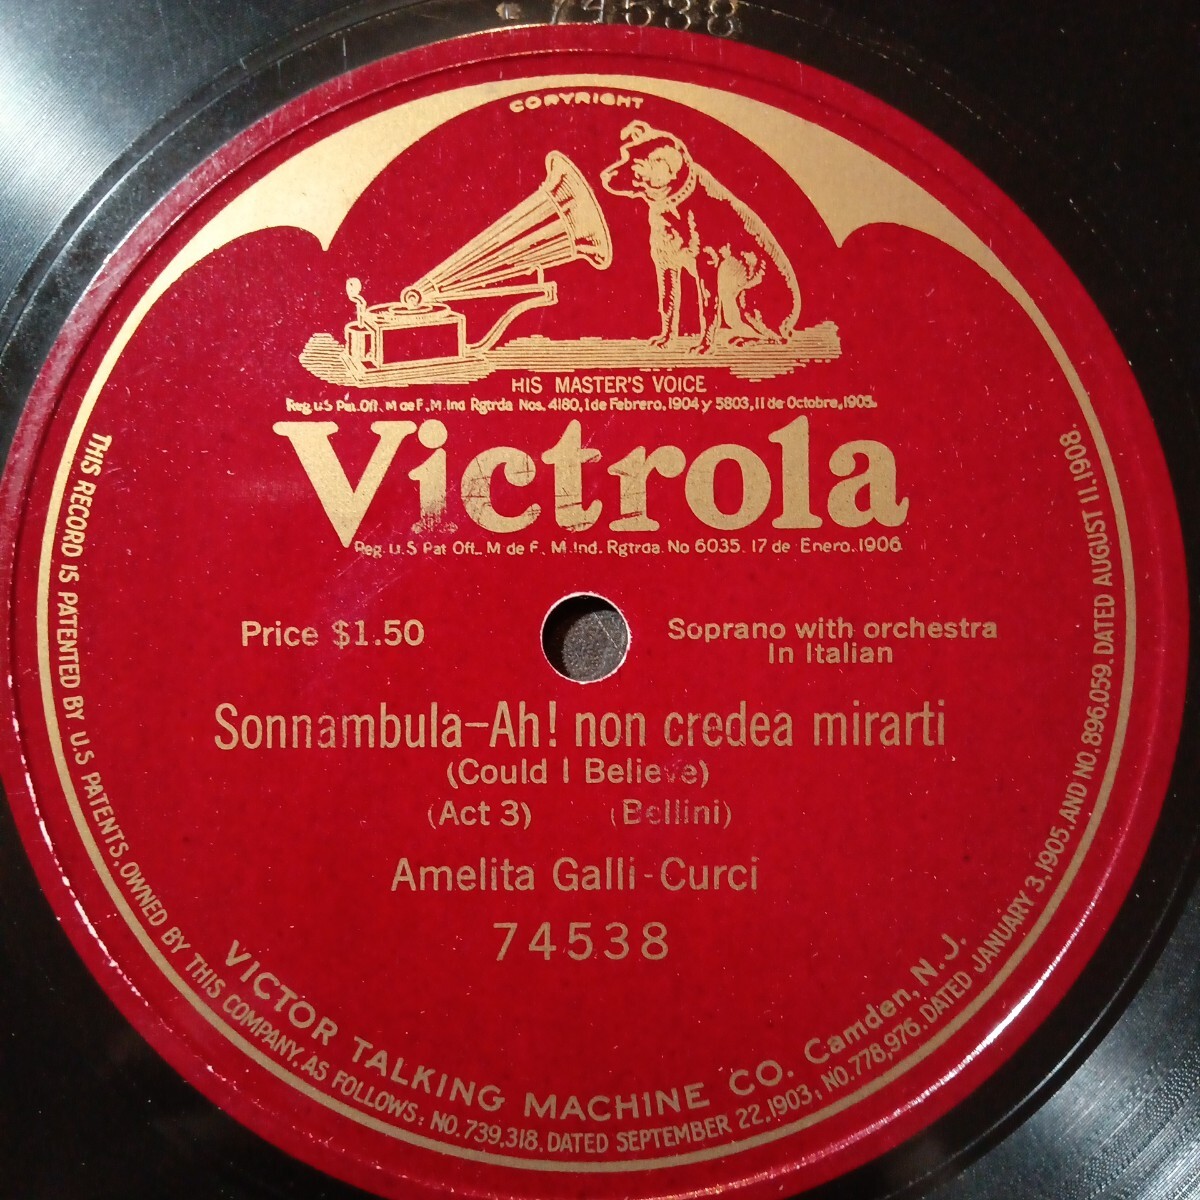 74538
COPYRIGHT
HIS MASTER'S VOICE
Reg. U.S. Pat. Off. M de F. M. Ind Rgtrda Nos. 4180, 1 de Febrero, 1904 y 5803, 11 de Octobre, 1905.
Victrola
Reg. U.S Pat Off. M de F. M. Ind. Rgtrda. No 6035. 17 de Enero. 1906
Price $1.50
Soprano with orchestra
In Italian
Sonnambula-Ah! non credea mirarti
(Could I Believe)
(Act 3) (Bellini)
Amelita Galli-Curci
74538
VICTOR TALKING MACHINE CO. Camden, N.J.
THIS RECORD IS PATENTED BY U.S PATENTS, OWNED BY THIS COMPANY, AS FOLLOWS: NO. 739,318, DATED SEPTEMBER 22, 1903; NO. 778,976, DATED JANUARY 3, 1905, AND NO. 896,059, DATED AUGUST 11, 1908.